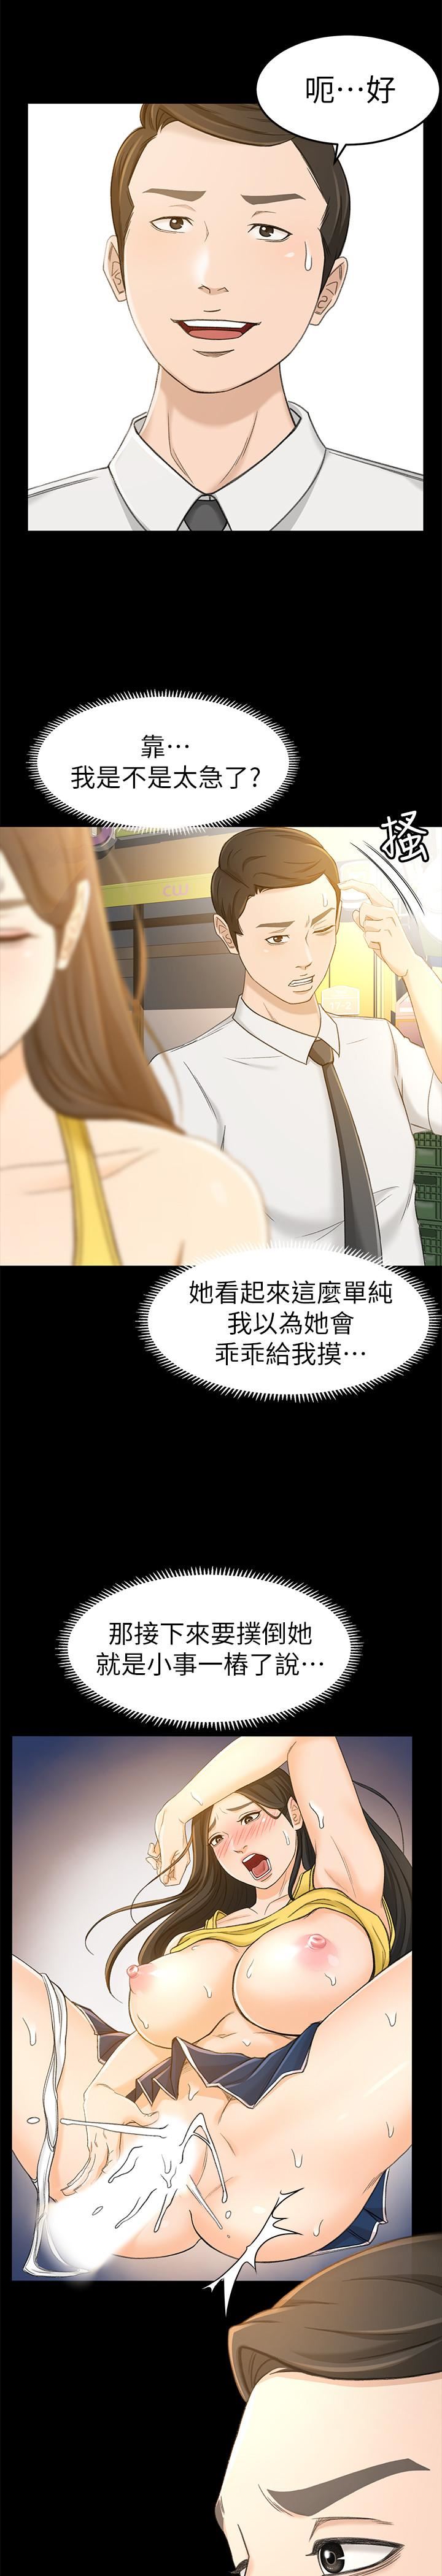 呃⋯好
靠⋯
我是不是太急了?
搔
CLU
她看起來這麼單純
我以為她會
乖乖給我摸⋯
那接下來要撲倒她
就是小事一樁了說⋯